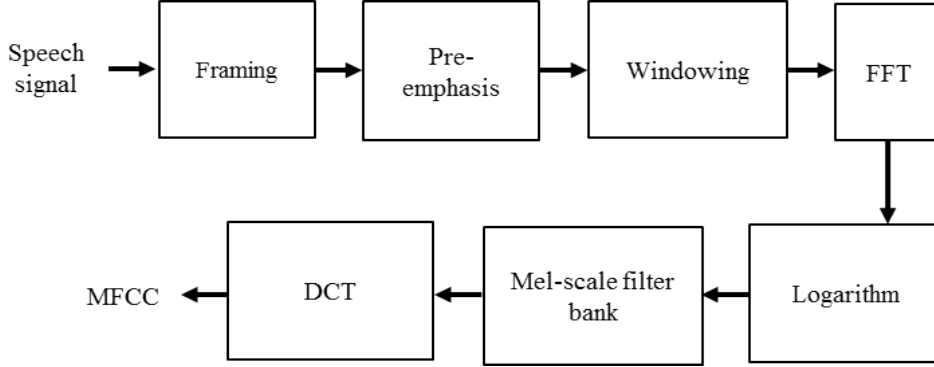 Speech
signal
Framing
Pre-
emphasis
Windowing
FFT
MFCC
DCT
Mel-scale filter
bank
Logarithm